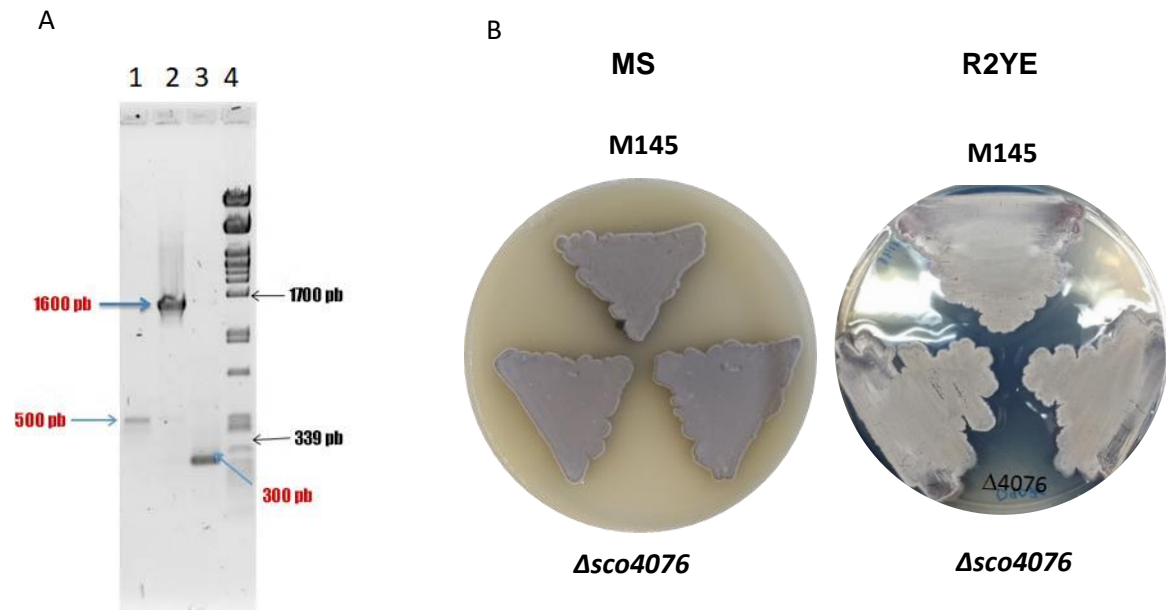 A
1 2 3 4
1600 pb
1700 pb
500 pb
339 pb
300 pb
B
MS
R2YE
M145
M145
Δ4076
Δsco4076
Δsco4076